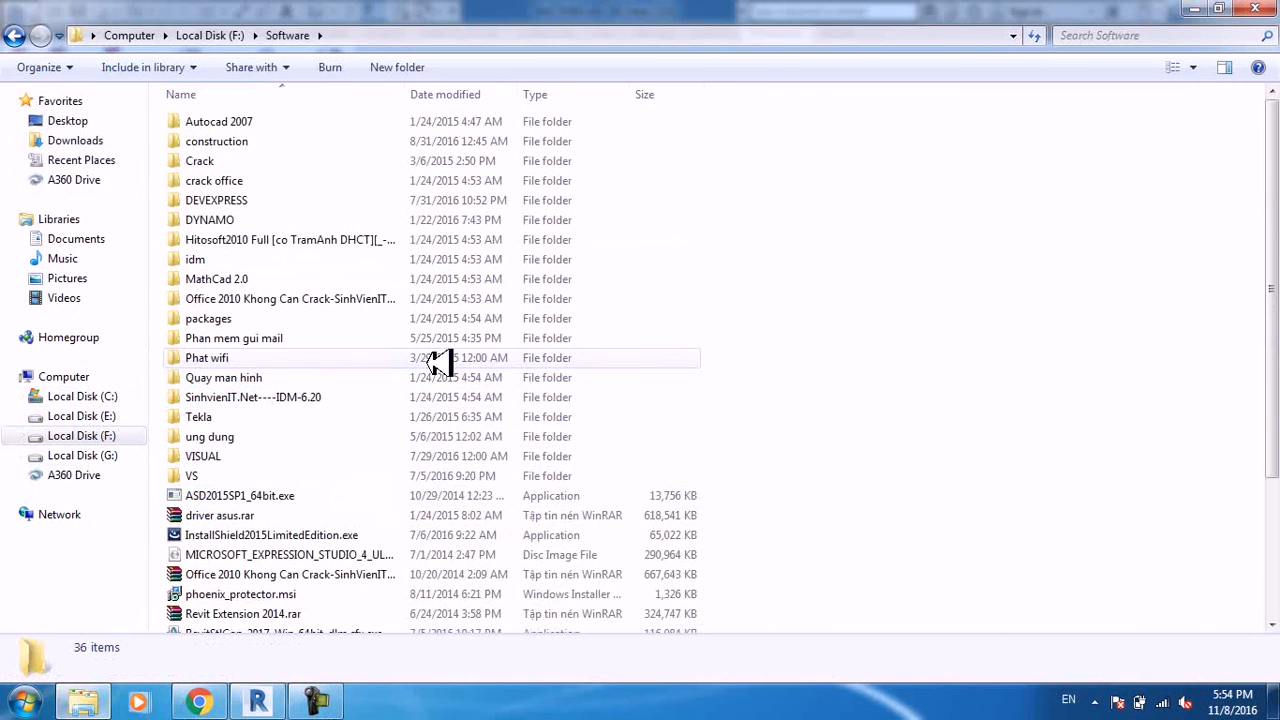 Computer ▸ Local Disk (F:) ▸ Software ▸
Search Software
Organize Include in library Share with Burn New folder
Name Date modified Type Size
Favorites
Desktop
Downloads
Recent Places
A360 Drive
Libraries
Documents
Music
Pictures
Videos
Homegroup
Computer
Local Disk (C:)
Local Disk (E:)
Local Disk (F:)
Local Disk (G:)
A360 Drive
Network
Autocad 2007 1/24/2015 4:47 AM File folder
construction 8/31/2016 12:45 AM File folder
Crack 3/6/2015 2:50 PM File folder
crack office 1/24/2015 4:53 AM File folder
DEVEXPRESS 7/31/2016 10:52 PM File folder
DYNAMO 1/22/2016 7:43 PM File folder
Hitosoft2010 Full [co TramAnh DHCT][_-... 1/24/2015 4:53 AM File folder
idm 1/24/2015 4:53 AM File folder
MathCad 2.0 1/24/2015 4:53 AM File folder
Office 2010 Khong Can Crack-SinhVienIT... 1/24/2015 4:53 AM File folder
packages 1/24/2015 4:54 AM File folder
Phan mem gui mail 5/25/2015 4:35 PM File folder
Phat wifi 12:00 AM File folder
Quay man hinh 1/24/2015 4:54 AM File folder
SinhvienIT.Net----IDM-6.20 1/24/2015 4:54 AM File folder
Tekla 1/26/2015 6:35 AM File folder
ung dung 5/6/2015 12:02 AM File folder
VISUAL 7/29/2016 12:00 AM File folder
VS 7/5/2016 9:20 PM File folder
ASD2015SP1_64bit.exe 10/29/2014 12:23 ... Application 13,756 KB
driver asus.rar 1/24/2015 8:02 AM Tập tin nén WinRAR 618,541 KB
InstallShield2015LimitedEdition.exe 7/6/2016 9:22 AM Application 65,022 KB
MICROSOFT_EXPRESSION_STUDIO_4_UL... 7/1/2014 2:47 PM Disc Image File 290,964 KB
Office 2010 Khong Can Crack-SinhVienIT... 10/20/2014 2:09 AM Tập tin nén WinRAR 667,643 KB
phoenix_protector.msi 8/11/2014 6:21 PM Windows Installer ... 1,326 KB
Revit Extension 2014.rar 6/24/2014 3:58 PM Tập tin nén WinRAR 324,747 KB
36 items
EN
5:54 PM
11/8/2016